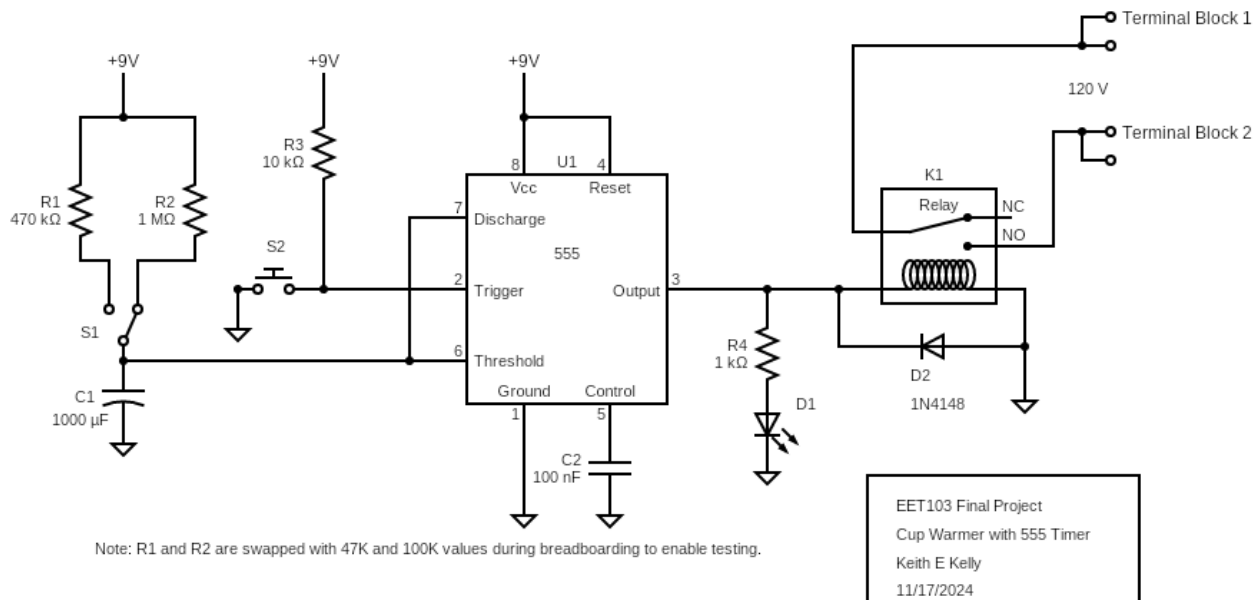 Terminal Block 1
+9V
+9V
+9V
120 V
Terminal Block 2
R3
10 kΩ
8
U1
4
Vcc
Reset
K1
Relay
NC
NO
R1
470 kΩ
R2
1 MΩ
7
Discharge
S2
555
2
Trigger
3
Output
S1
6
Threshold
R4
1 kΩ
D2
1N4148
C1
1000 µF
Ground
Control
1
5
D1
C2
100 nF
Note: R1 and R2 are swapped with 47K and 100K values during breadboarding to enable testing.
EET103 Final Project
Cup Warmer with 555 Timer
Keith E Kelly
11/17/2024